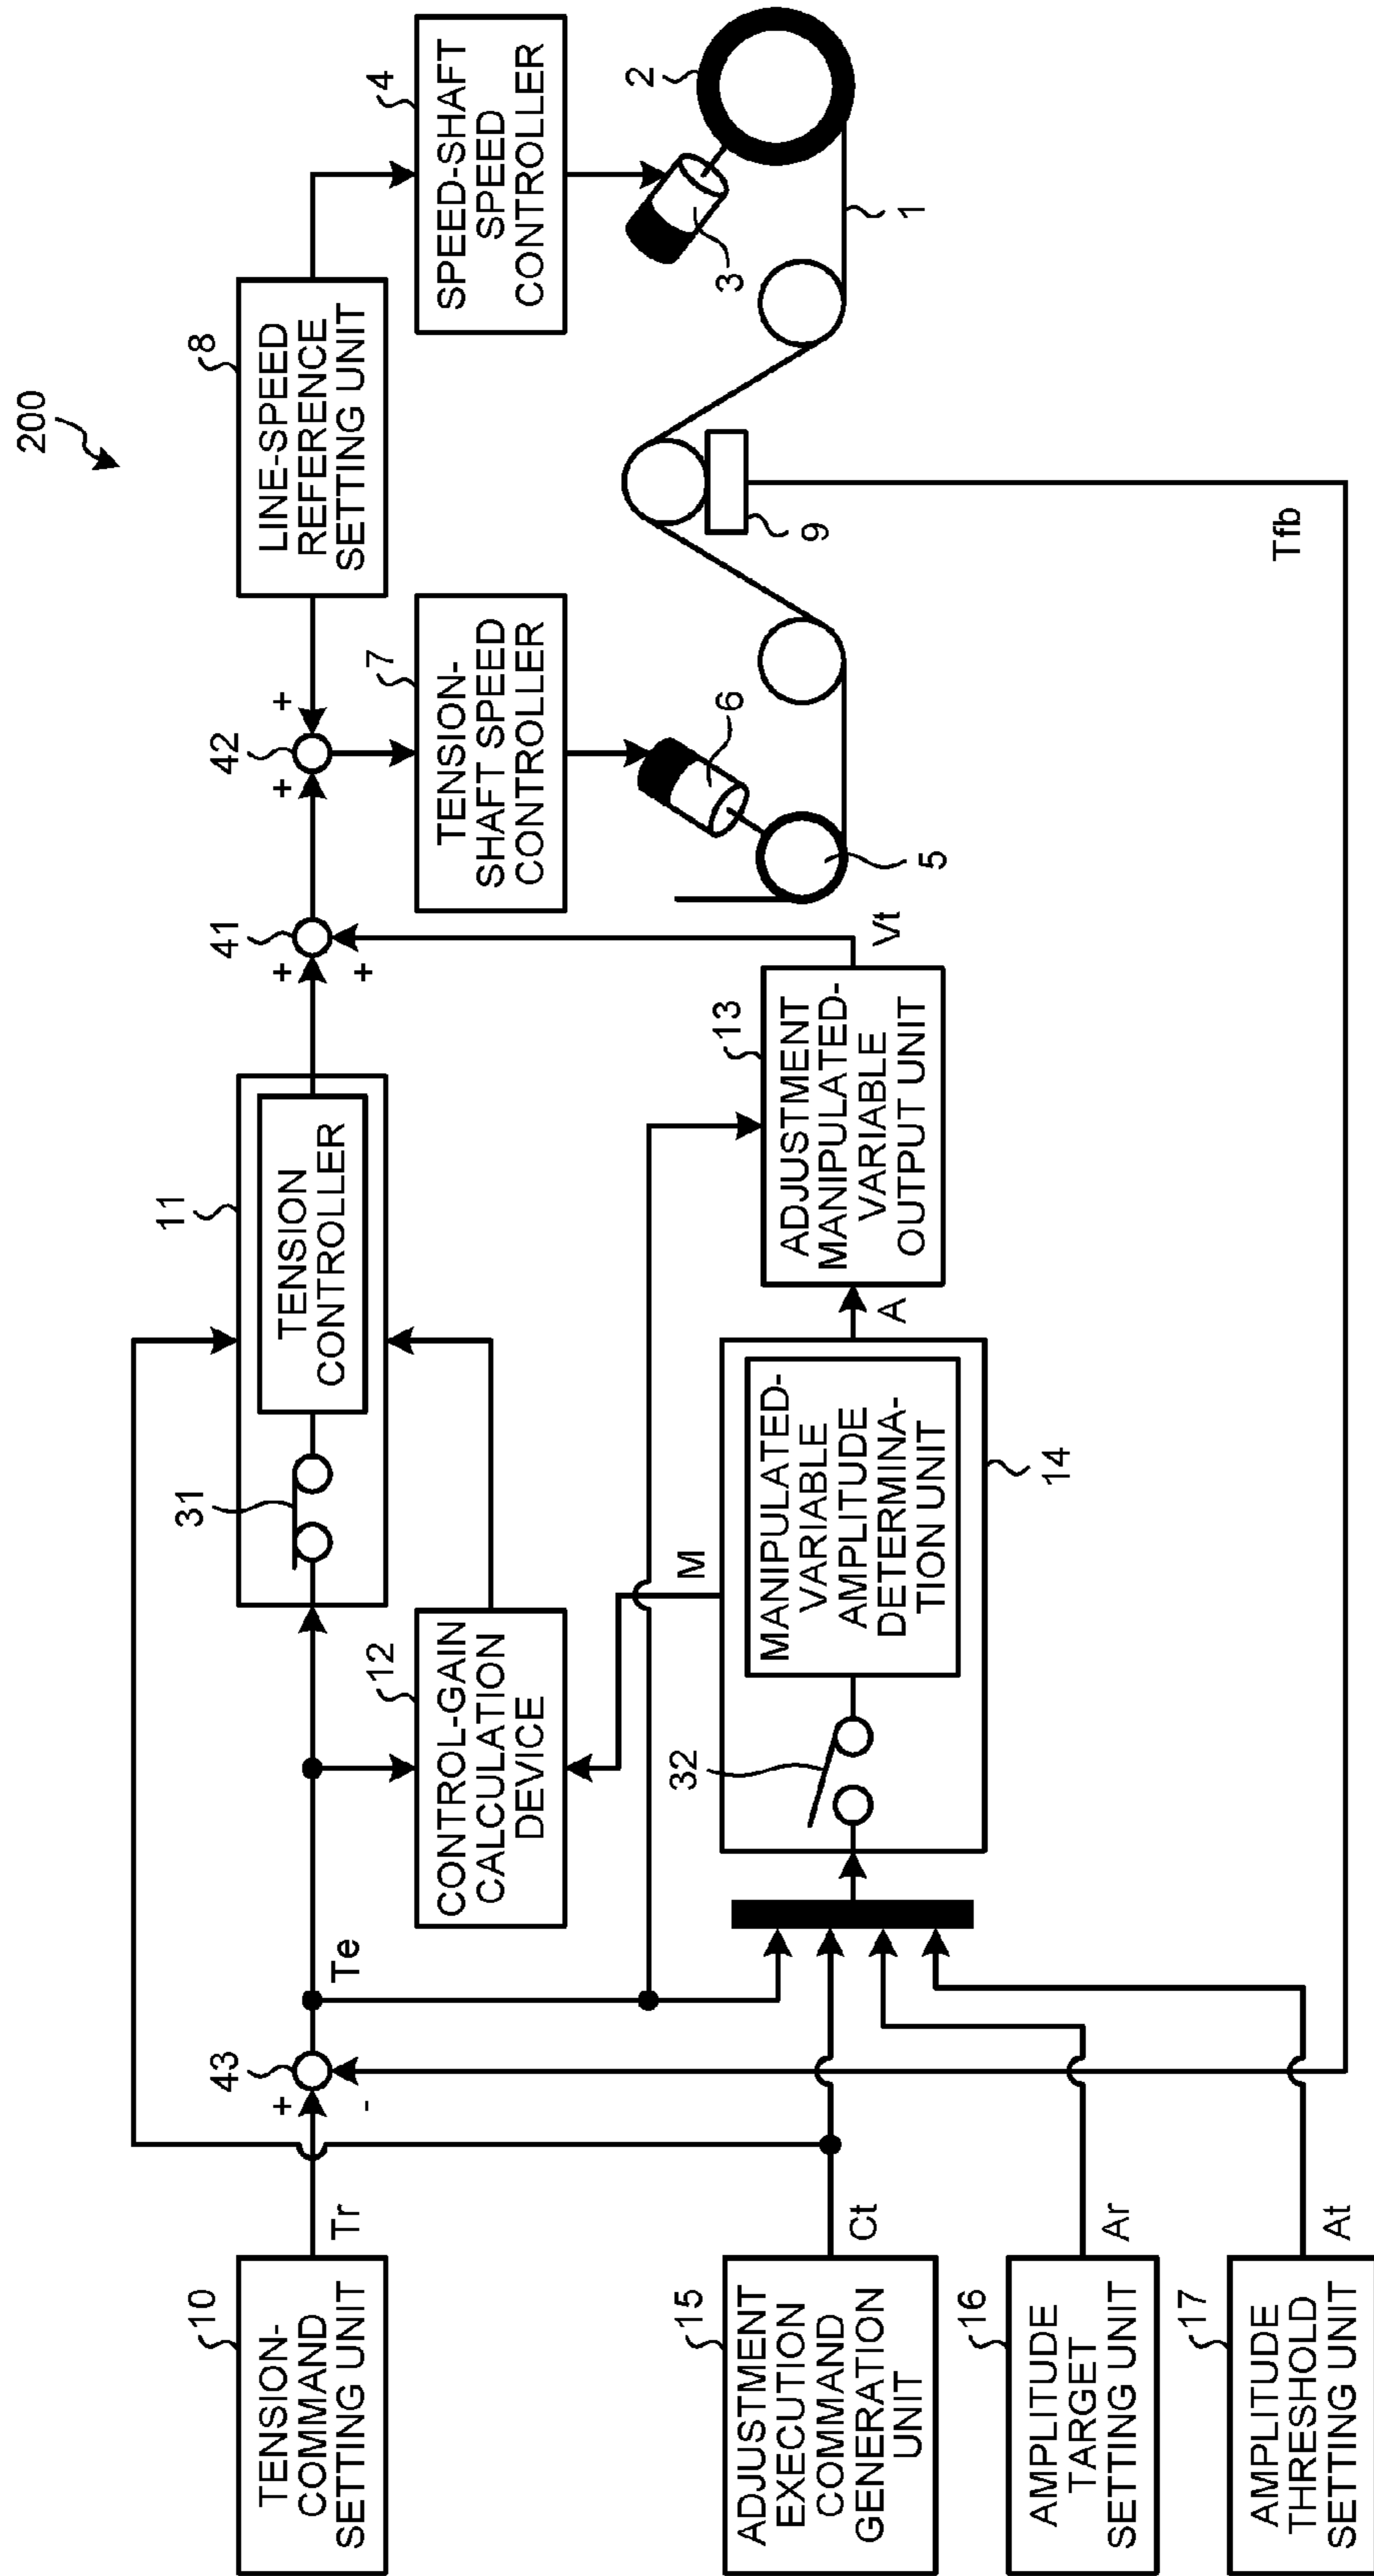 200
10
TENSION-
COMMAND
SETTING UNIT
Tr
+
-
43
Te
11
31
TENSION
CONTROLLER
12
CONTROL-GAIN
CALCULATION
DEVICE
M
41
+
+
42
+
+
8
LINE-SPEED
REFERENCE
SETTING UNIT
7
TENSION-
SHAFT SPEED
CONTROLLER
4
SPEED-SHAFT
SPEED
CONTROLLER
6
5
3
2
1
9
Tfb
15
ADJUSTMENT
EXECUTION
COMMAND
GENERATION
UNIT
Ct
16
AMPLITUDE
TARGET
SETTING UNIT
Ar
17
AMPLITUDE
THRESHOLD
SETTING UNIT
At
32
MANIPULATED-
VARIABLE
AMPLITUDE
DETERMINA-
TION UNIT
14
A
13
ADJUSTMENT
MANIPULATED-
VARIABLE
OUTPUT UNIT
Vt